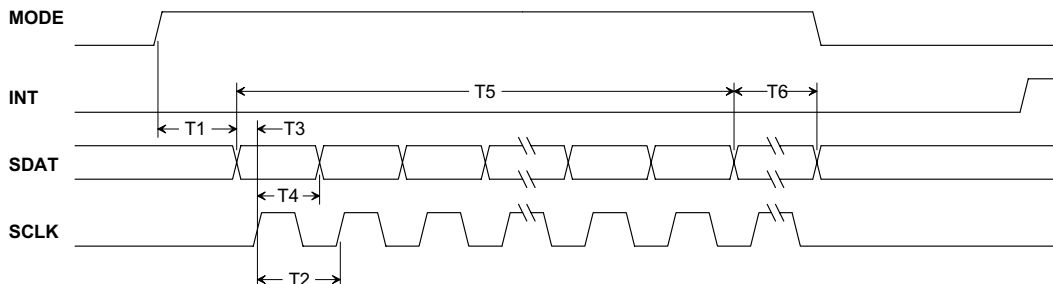 MODE
INT
T5
T6
T1
T3
SDAT
T4
SCLK
T2